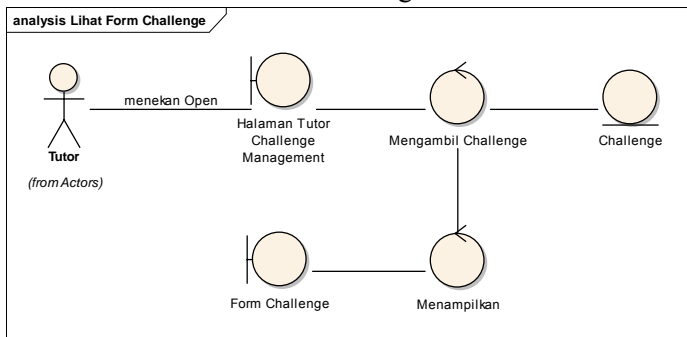 analysis Lihat Form Challenge
menekan Open
Tutor
(from Actors)
Halaman Tutor
Challenge
Management
Mengambil Challenge
Challenge
Form Challenge
Menampilkan